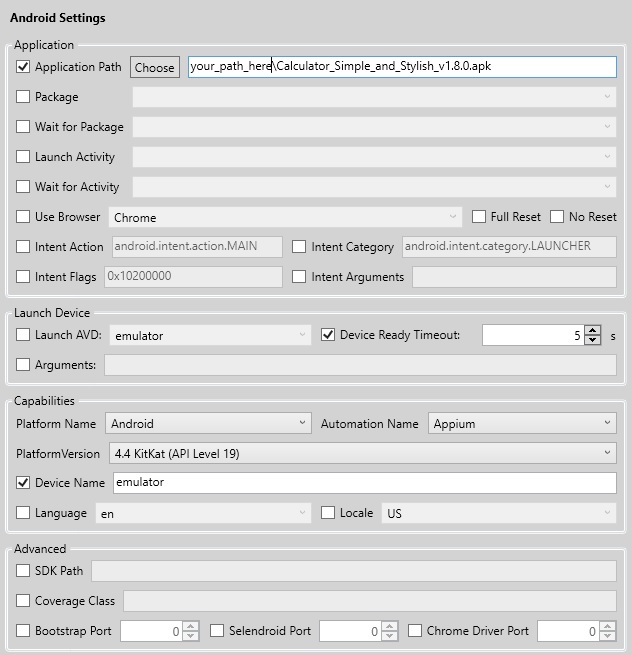 Android Settings
Application
Application Path Choose your_path_here\Calculator_Simple_and_Stylish_v1.8.0.apk
Package
Wait for Package
Launch Activity
Wait for Activity
Use Browser Chrome Full Reset No Reset
Intent Action android.intent.action.MAIN Intent Category android.intent.category.LAUNCHER
Intent Flags 0x10200000 Intent Arguments
Launch Device
Launch AVD: emulator Device Ready Timeout: 5 s
Arguments:
Capabilities
Platform Name Android Automation Name Appium
PlatformVersion 4.4 KitKat (API Level 19)
Device Name emulator
Language en Locale US
Advanced
SDK Path
Coverage Class
Bootstrap Port 0 Selendroid Port 0 Chrome Driver Port 0